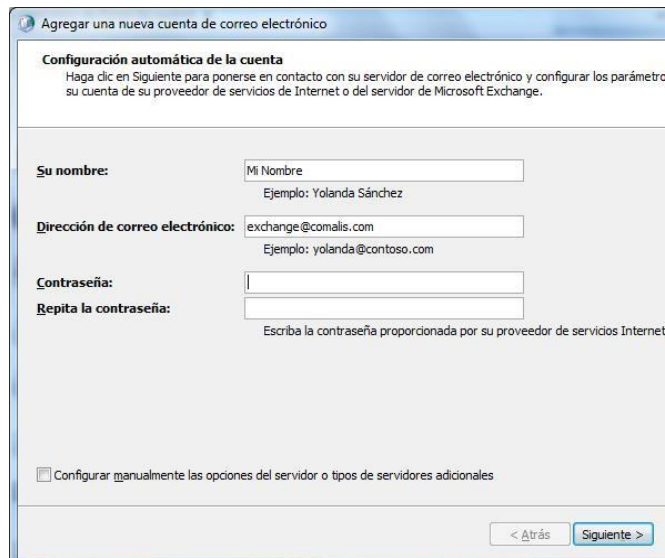 Agregar una nueva cuenta de correo electrónico
Configuración automática de la cuenta
Haga clic en Siguiente para ponerse en contacto con su servidor de correo electrónico y configurar los parámetro
su cuenta de su proveedor de servicios de Internet o del servidor de Microsoft Exchange.
Su nombre: Mi Nombre
Ejemplo: Yolanda Sánchez
Dirección de correo electrónico: exchange@comalis.com
Ejemplo: yolanda@contoso.com
Contraseña:
Repita la contraseña:
Escriba la contraseña proporcionada por su proveedor de servicios Internet
Configurar manualmente las opciones del servidor o tipos de servidores adicionales
< Atrás Siguiente >